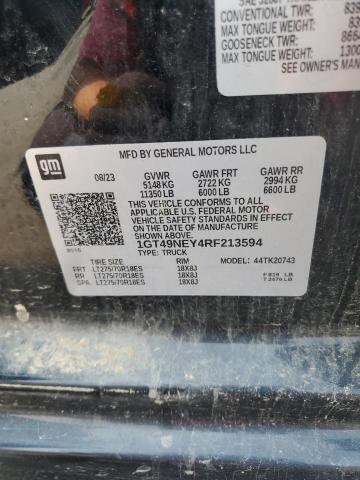 CONVENTIONAL TWR:
MAX TONGUE WEIGHT:
GOOSENECK TWR:
MAX TONGUE WEIGHT:
SEE OWNER'S MANU
gm
MFD BY GENERAL MOTORS LLC
08/23 GVWR GAWR FRT GAWR RR
5148 KG 2722 KG 2994 KG
11350 LB 6000 LB 6600 LB
THIS VEHICLE CONFORMS TO ALL
APPLICABLE U.S. FEDERAL MOTOR
VEHICLE SAFETY STANDARDS IN
EFFECT ON THE DATE OF
MANUFACTURE SHOWN ABOVE.
1GT49NEY4RF213594
TYPE: TRUCK
TIRE SIZE RIM 44TK20743
FRT LT275/70R18ES 18X8J
RR LT275/70R18ES 18X8J
SPA LT275/70R18ES 18X8J